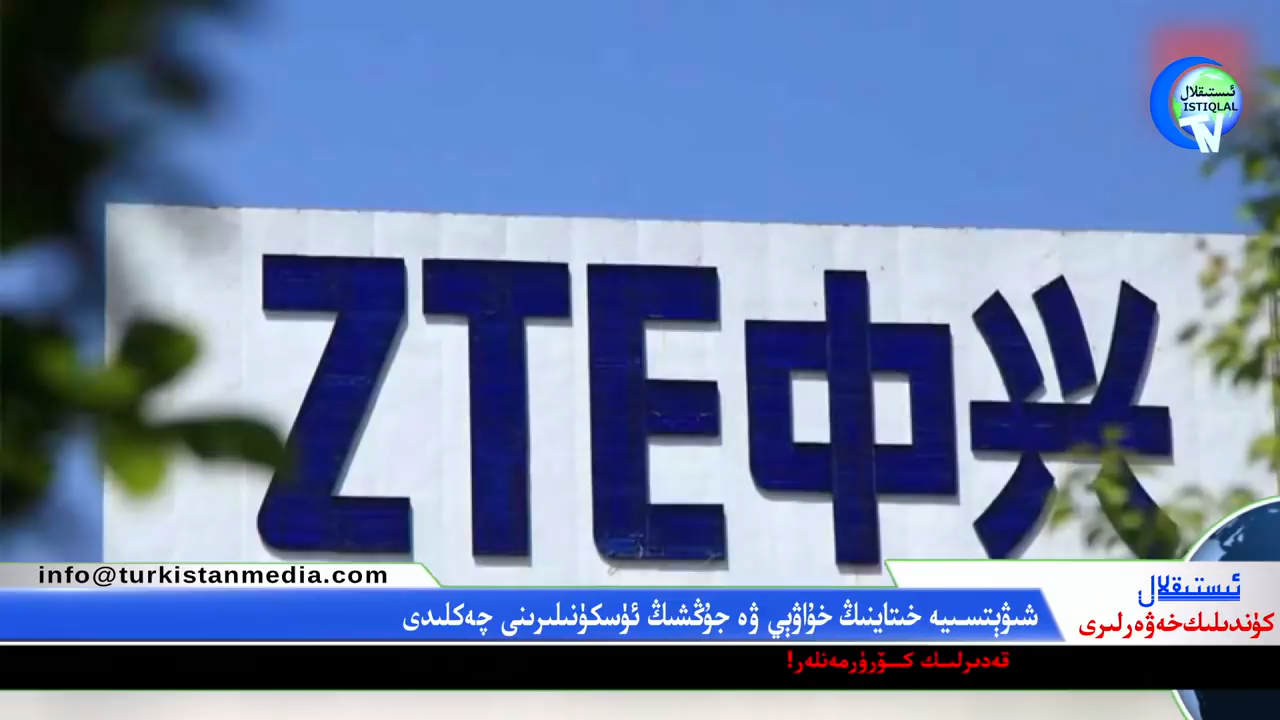 ئىستىقلال
ISTIQLAL
TV
ZTE中兴
info@turkistanmedia.com
شىۋېتسىيە خىتاينىڭ خۇاۋېي ۋە جۇڭشىڭ ئۈسكۈنىلىرىنى چەكلىدى
ئىستىقلال
كۈندىلىك خەۋەرلىرى
قەدىرلىك كۆرۈرمەنلەر!